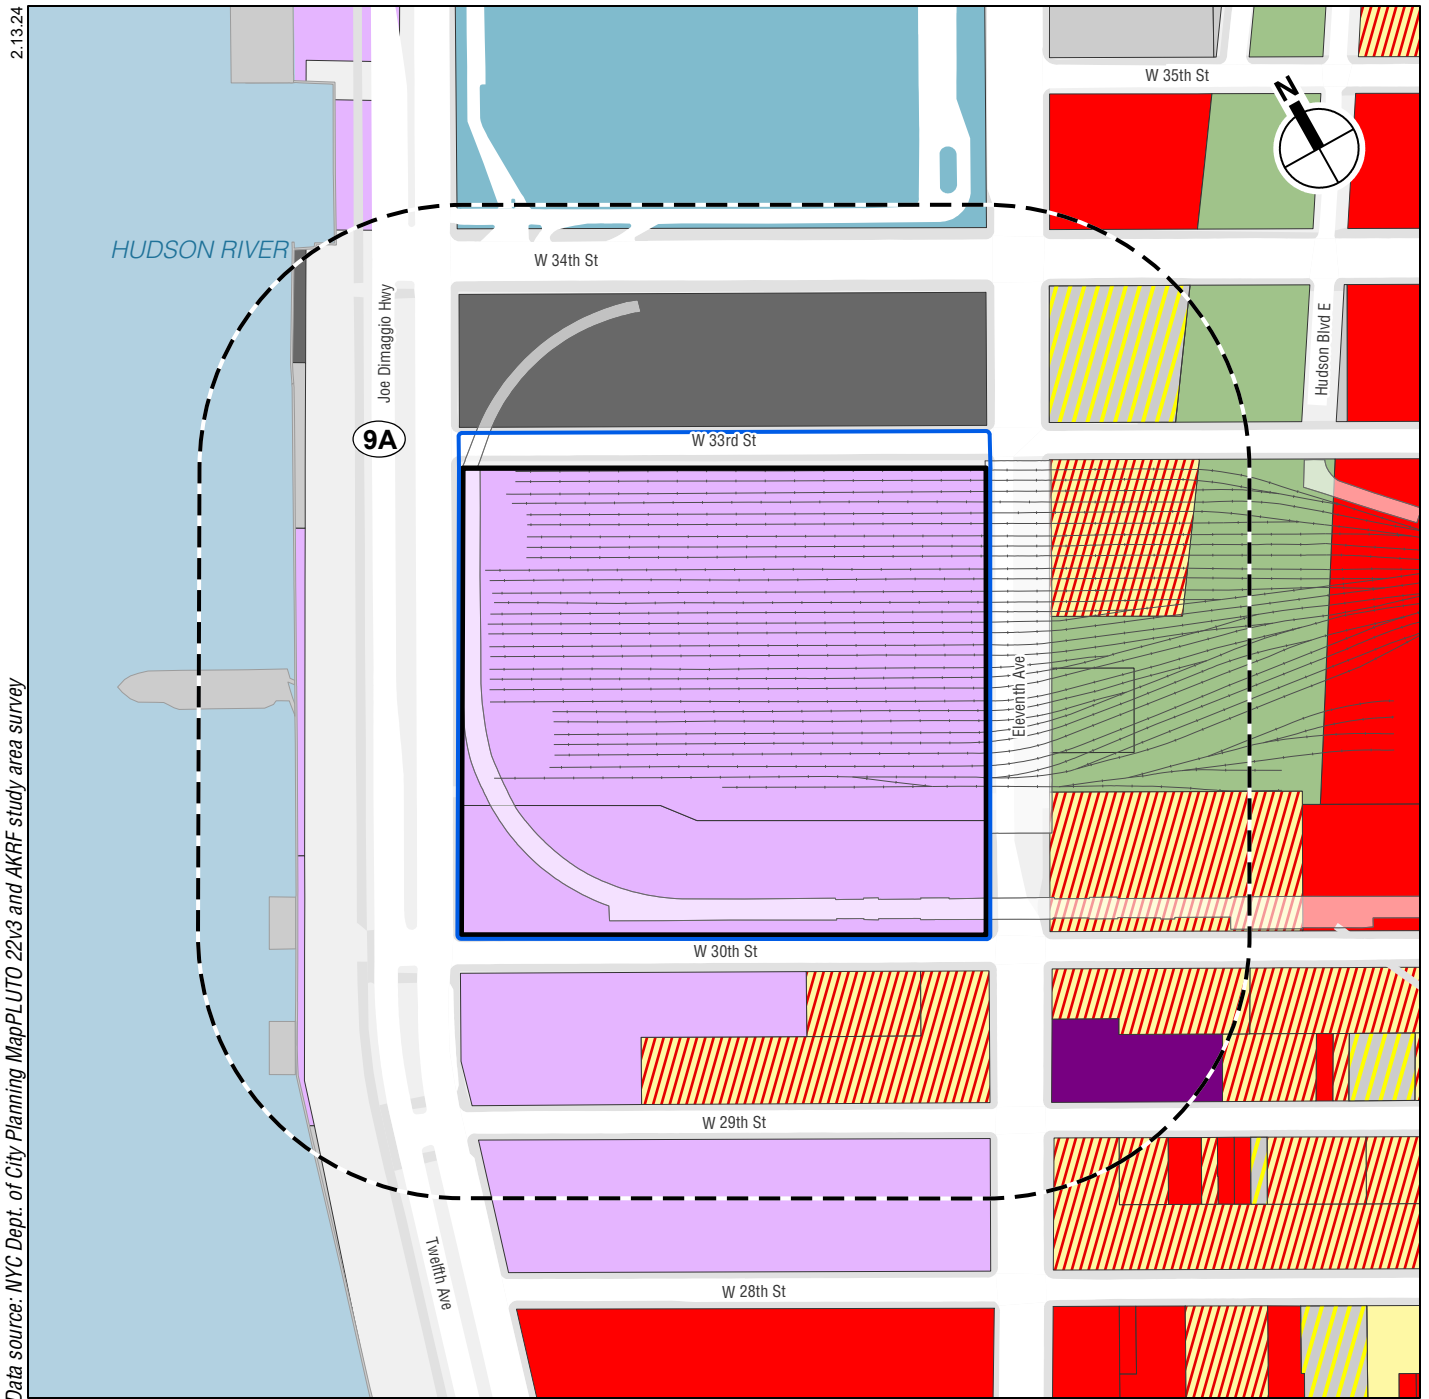 2.13.24
W 35th St
N
HUDSON RIVER
W 34th St
Joe Dimaggio Hwy
Hudson Blvd E
9A
W 33rd St
Eleventh Ave
Data source: NYC Dept. of City Planning MapPLUTO 22v3 and AKRF study area survey
W 30th St
W 29th St
Twelfth Ave
W 28th St